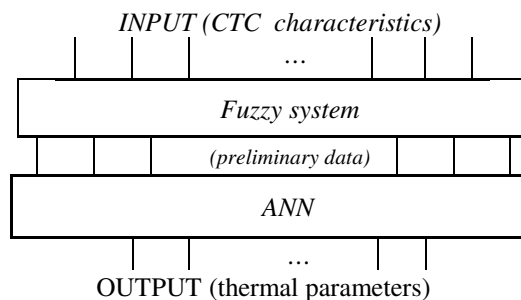 INPUT (CTC characteristics)
...
Fuzzy system
(preliminary data)
ANN
...
OUTPUT (thermal parameters)